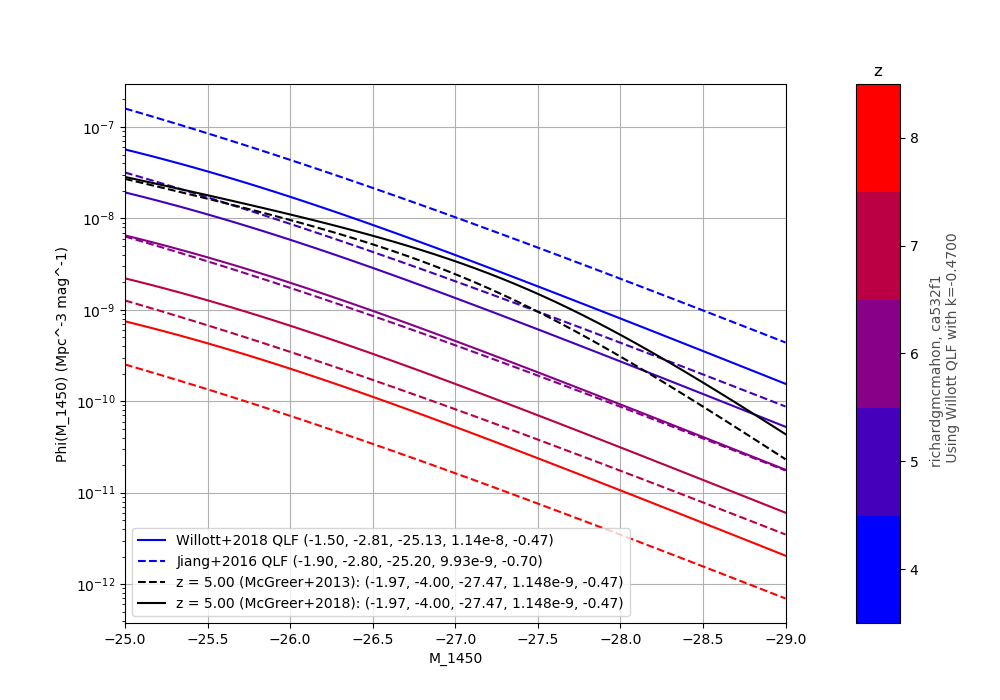 z
10⁻⁷
10⁻⁸
10⁻⁹
10⁻¹⁰
10⁻¹¹
10⁻¹²
Phi(M_1450) (Mpc^-3 mag^-1)
Willott+2018 QLF (-1.50, -2.81, -25.13, 1.14e-8, -0.47)
Jiang+2016 QLF (-1.90, -2.80, -25.20, 9.93e-9, -0.70)
z = 5.00 (McGreer+2013): (-1.97, -4.00, -27.47, 1.148e-9, -0.47)
z = 5.00 (McGreer+2018): (-1.97, -4.00, -27.47, 1.148e-9, -0.47)
−25.0 −25.5 −26.0 −26.5 −27.0 −27.5 −28.0 −28.5 −29.0
M_1450
8
7
6
5
4
richardgmcmahon, ca532f1
Using Willott QLF with k=-0.4700